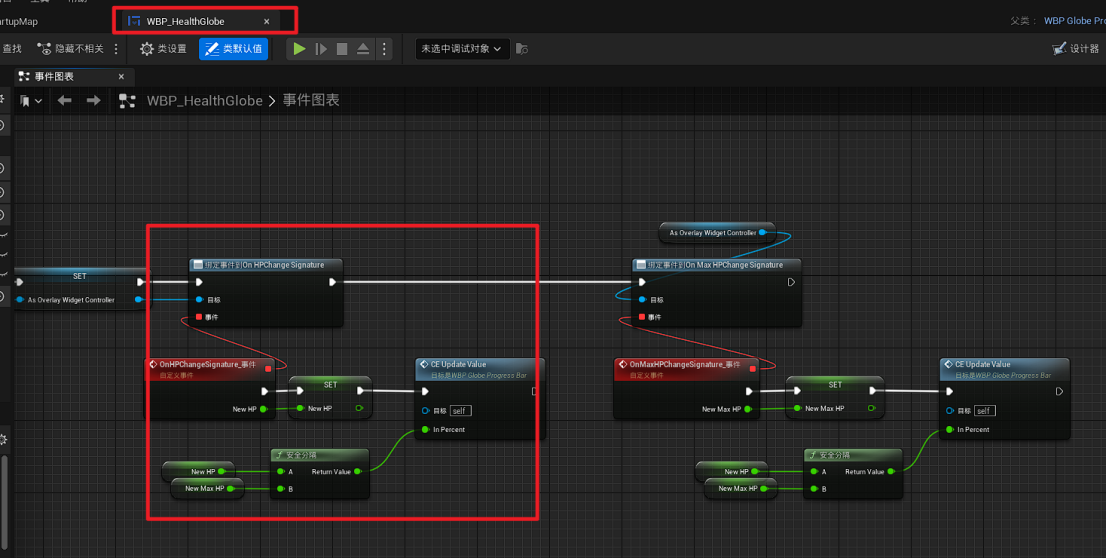 工具 帮助
artupMap
WBP_HealthGlobe
父类：
WBP Globe Pro
查找
隐藏不相关
类设置
类默认值
未选中调试对象
设计器
事件图表
WBP_HealthGlobe > 事件图表
As Overlay Widget Controller
SET
As Overlay Widget Controller
绑定事件到On HPChange Signature
目标
事件
绑定事件到On Max HPChange Signature
目标
事件
OnHPChangeSignature_事件
自定义事件
New HP
SET
New HP
CE Update Value
目标是WBP Globe Progress Bar
目标 self
In Percent
New HP
New Max HP
安全分隔
A
Return Value
B
OnMaxHPChangeSignature_事件
自定义事件
New Max HP
SET
New Max HP
CE Update Value
目标是WBP Globe Progress Bar
目标 self
In Percent
New HP
New Max HP
安全分隔
A
Return Value
B